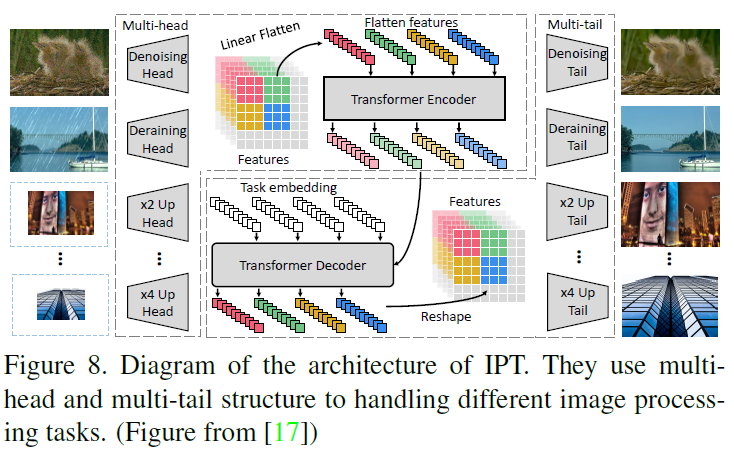 Multi-head
Linear Flatten
Flatten features
Multi-tail
Denoising
Head
Denoising
Tail
Transformer Encoder
Deraining
Head
Deraining
Tail
Features
Task embedding
Features
x2 Up
Head
x2 Up
Tail
Transformer Decoder
x4 Up
Head
x4 Up
Tail
Reshape
Figure 8. Diagram of the architecture of IPT. They use multi-
head and multi-tail structure to handling different image process-
ing tasks. (Figure from [17])